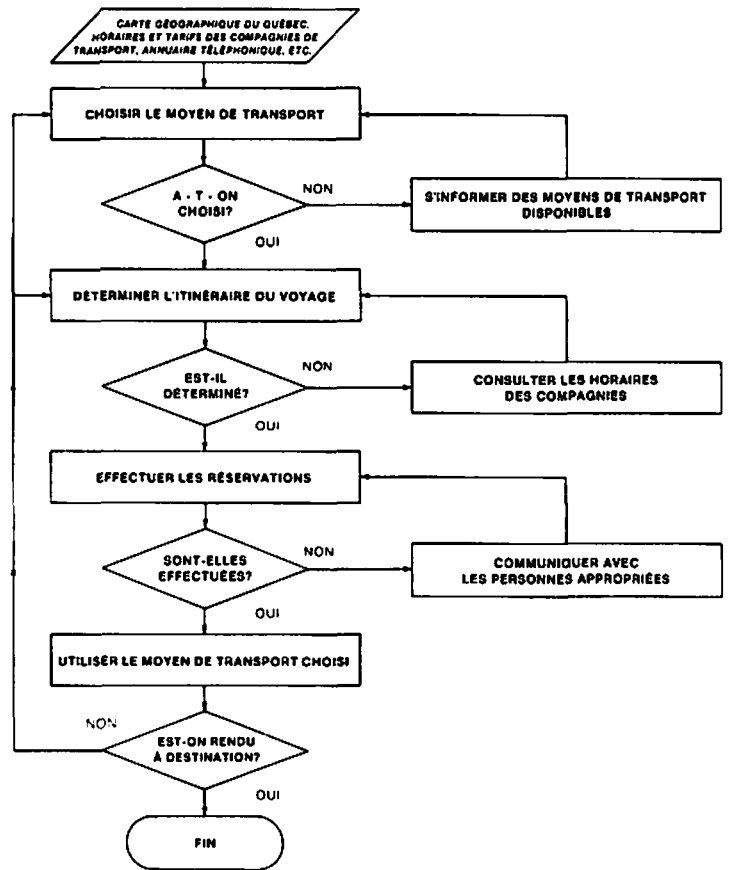 CARTE GÉOGRAPHIQUE DU QUÉBEC,
HORAIRES ET TARIFS DES COMPAGNIES DE
TRANSPORT, ANNUAIRE TÉLÉPHONIQUE, ETC.
CHOISIR LE MOYEN DE TRANSPORT
A - T - ON
CHOISI?
NON
S'INFORMER DES MOYENS DE TRANSPORT
DISPONIBLES
OUI
DÉTERMINER L'ITINÉRAIRE DU VOYAGE
EST-IL
DÉTERMINÉ?
NON
CONSULTER LES HORAIRES
DES COMPAGNIES
OUI
EFFECTUER LES RÉSERVATIONS
SONT-ELLES
EFFECTUÉES?
NON
COMMUNIQUER AVEC
LES PERSONNES APPROPRIÉES
OUI
UTILISER LE MOYEN DE TRANSPORT CHOISI
NON
EST-ON RENDU
À DESTINATION?
OUI
FIN